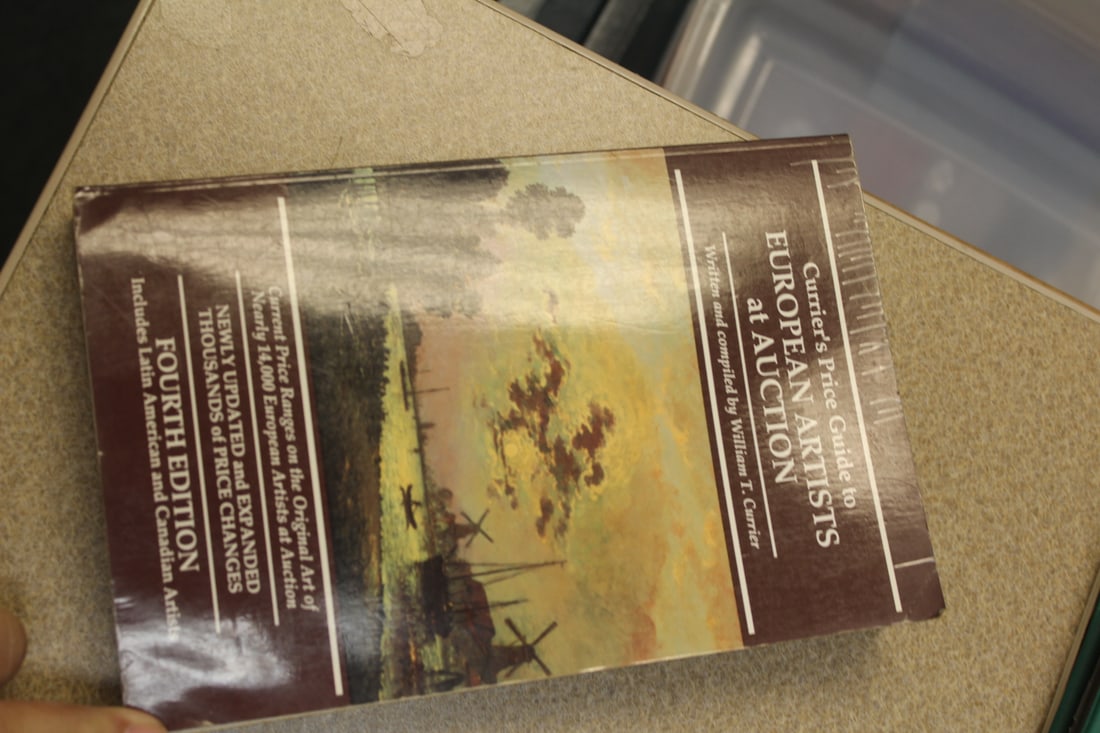 Currier's Price Guide to
EUROPEAN ARTISTS
at AUCTION
Written and compiled by William T. Currier
Current Price Ranges on the Original Art of
Nearly 14,000 European Artists at Auction
NEWLY UPDATED and EXPANDED
THOUSANDS of PRICE CHANGES
FOURTH EDITION
Includes Latin American and Canadian Artists